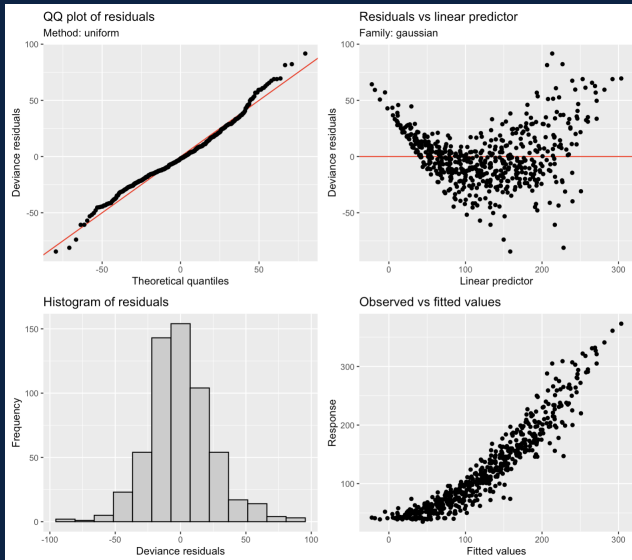 QQ plot of residuals
Method: uniform
100
50
0
-50
Deviance residuals
-50
0
50
Theoretical quantiles
Residuals vs linear predictor
Family: gaussian
100
50
0
-50
Deviance residuals
0
100
200
300
Linear predictor
Histogram of residuals
150
100
50
0
Frequency
-100
-50
0
50
100
Deviance residuals
Observed vs fitted values
300
200
100
Response
0
100
200
300
Fitted values